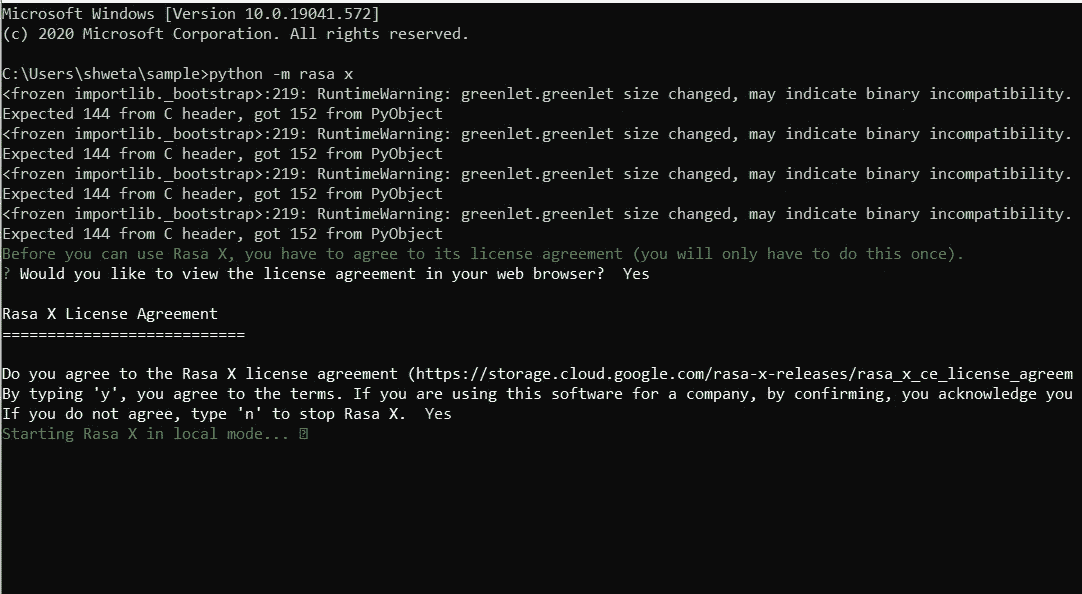 Microsoft Windows [Version 10.0.19041.572]
(c) 2020 Microsoft Corporation. All rights reserved.
C:\Users\shweta\sample>python -m rasa x
<frozen importlib._bootstrap>:219: RuntimeWarning: greenlet.greenlet size changed, may indicate binary incompatibility.
Expected 144 from C header, got 152 from PyObject
<frozen importlib._bootstrap>:219: RuntimeWarning: greenlet.greenlet size changed, may indicate binary incompatibility.
Expected 144 from C header, got 152 from PyObject
<frozen importlib._bootstrap>:219: RuntimeWarning: greenlet.greenlet size changed, may indicate binary incompatibility.
Expected 144 from C header, got 152 from PyObject
<frozen importlib._bootstrap>:219: RuntimeWarning: greenlet.greenlet size changed, may indicate binary incompatibility.
Expected 144 from C header, got 152 from PyObject
Before you can use Rasa X, you have to agree to its license agreement (you will only have to do this once).
? Would you like to view the license agreement in your web browser?  Yes
Rasa X License Agreement
===========================
Do you agree to the Rasa X license agreement (https://storage.cloud.google.com/rasa-x-releases/rasa_x_ce_license_agreem
By typing 'y', you agree to the terms. If you are using this software for a company, by confirming, you acknowledge you
If you do not agree, type 'n' to stop Rasa X.  Yes
Starting Rasa X in local mode... ⍰